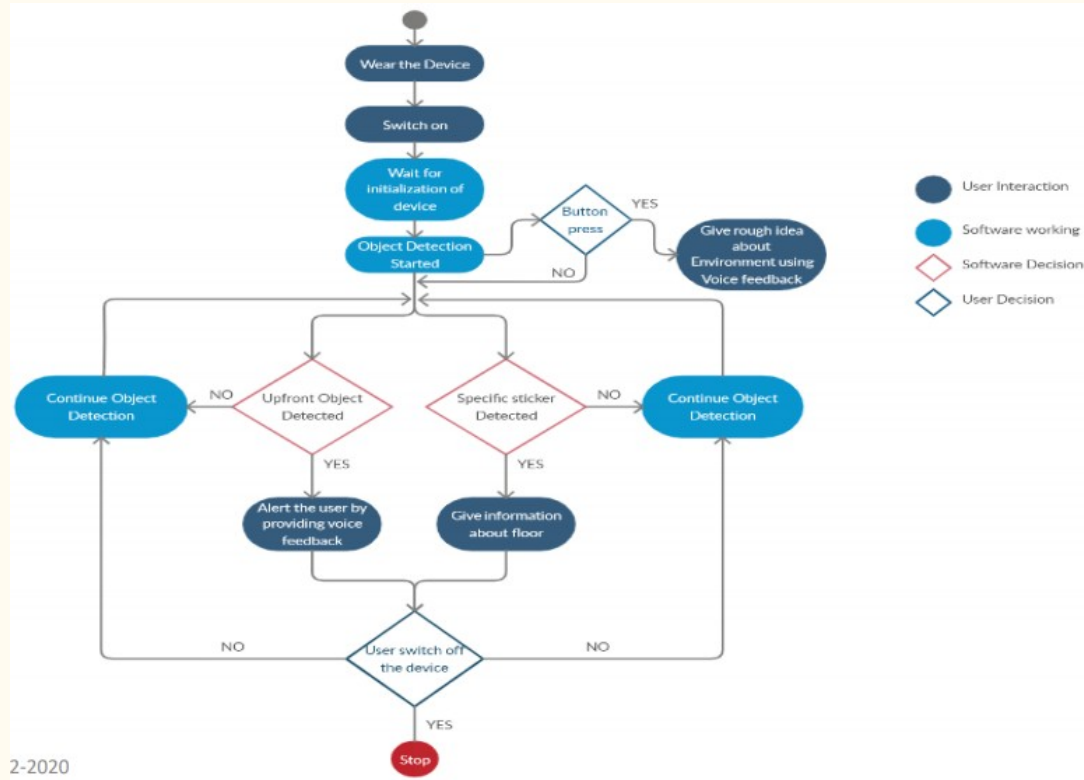 Wear the Device
Switch on
Wait for
initialization of
device
Object Detection
Started
Button
press
YES
NO
Give rough idea
about
Environment using
Voice feedback
User Interaction
Software working
Software Decision
User Decision
Continue Object
Detection
NO
Upfront Object
Detected
Specific sticker
Detected
NO
Continue Object
Detection
YES
YES
Alert the user by
providing voice
feedback
Give information
about floor
NO
User switch off
the device
NO
YES
Stop
2-2020